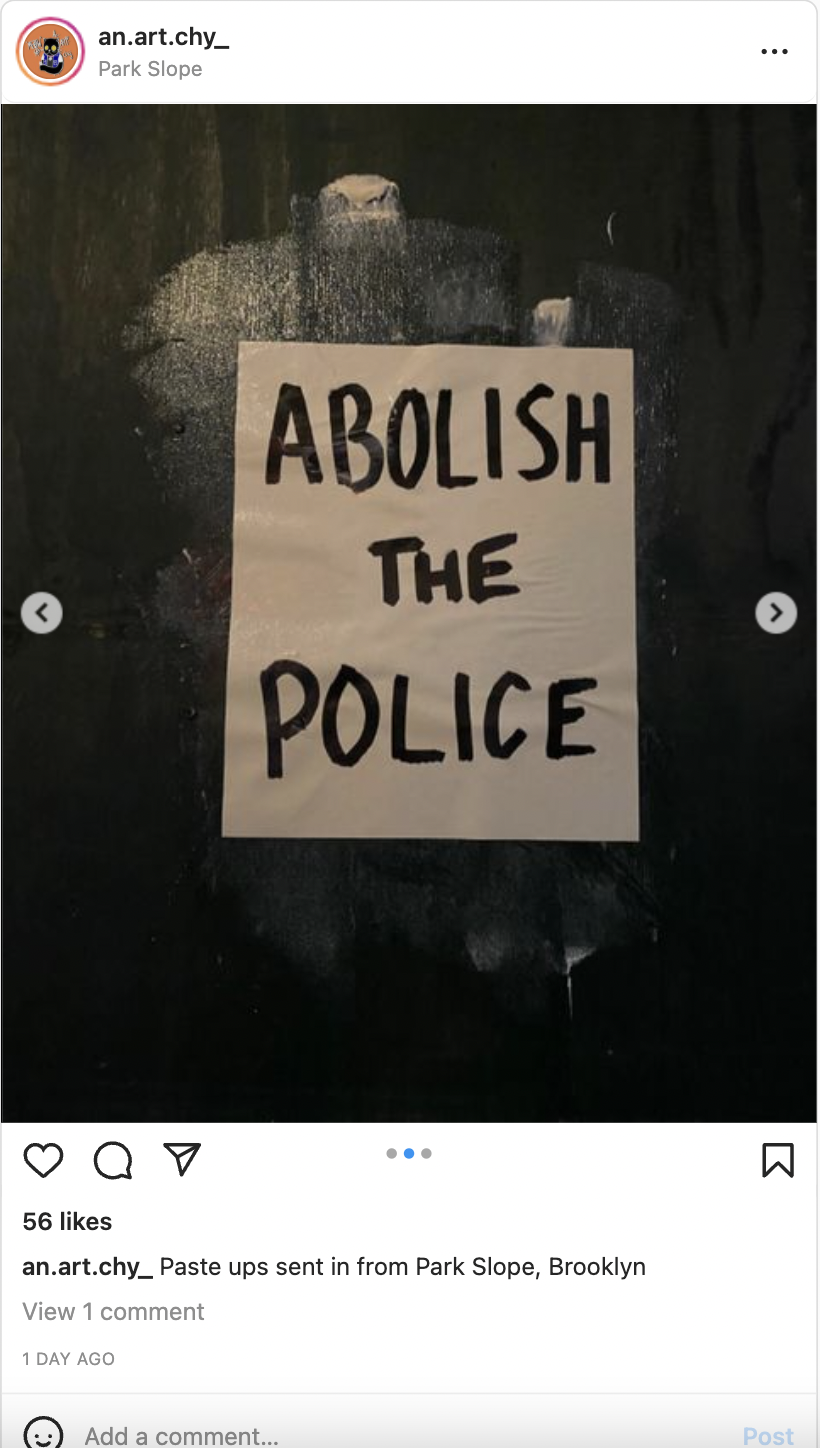 an.art.chy_
Park Slope
ABOLISH
THE
POLICE
56 likes
an.art.chy_ Paste ups sent in from Park Slope, Brooklyn
View 1 comment
1 DAY AGO
Add a comment...
Post